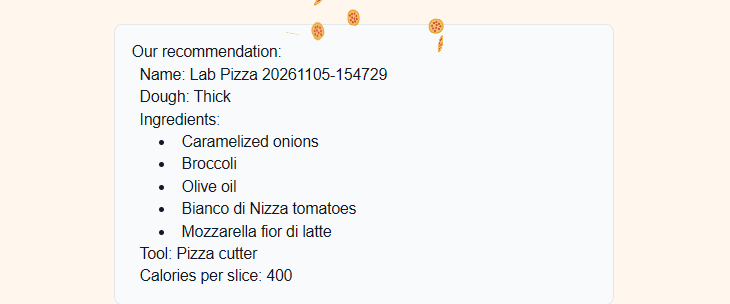 Our recommendation:
Name: Lab Pizza 20261105-154729
Dough: Thick
Ingredients:
• Caramelized onions
• Broccoli
• Olive oil
• Bianco di Nizza tomatoes
• Mozzarella fior di latte
Tool: Pizza cutter
Calories per slice: 400